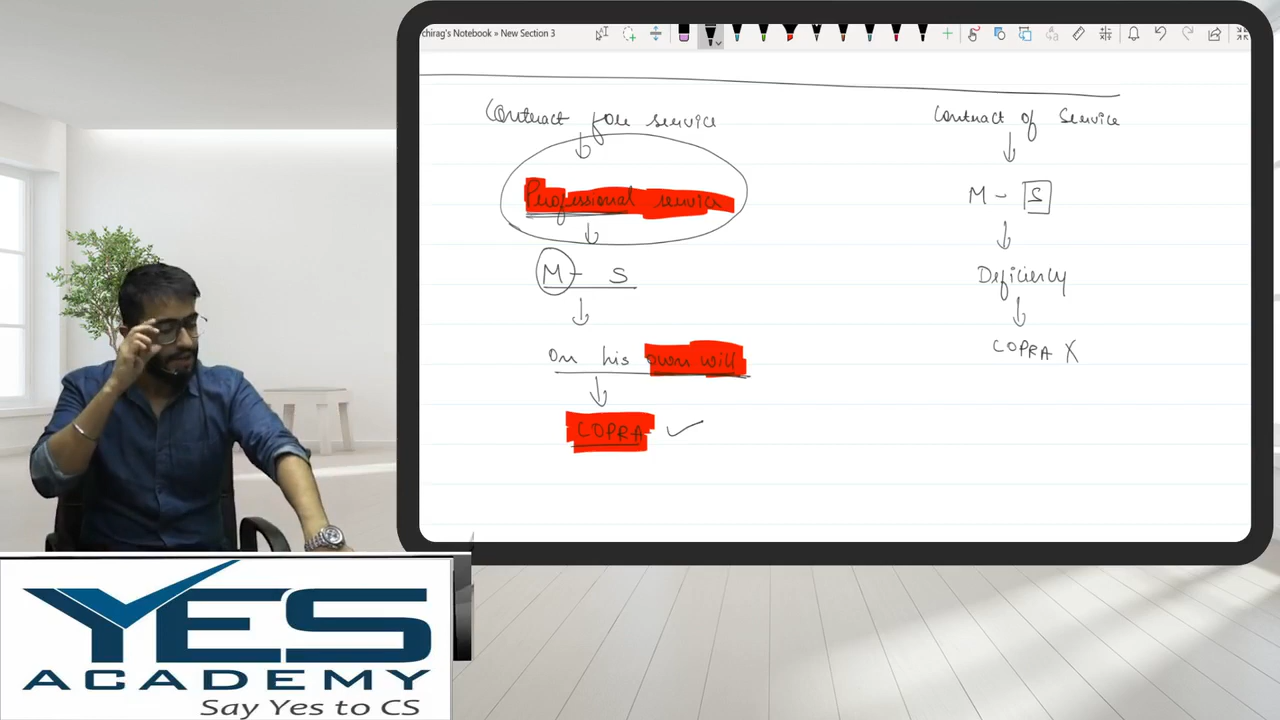 chirag's Notebook » New Section 3
Contract fore service
Professional service
M - S
On his own will
COPRA ✓
Contract of Service
M - S
Deficiency
COPRA X
YES
ACADEMY
Say Yes to CS